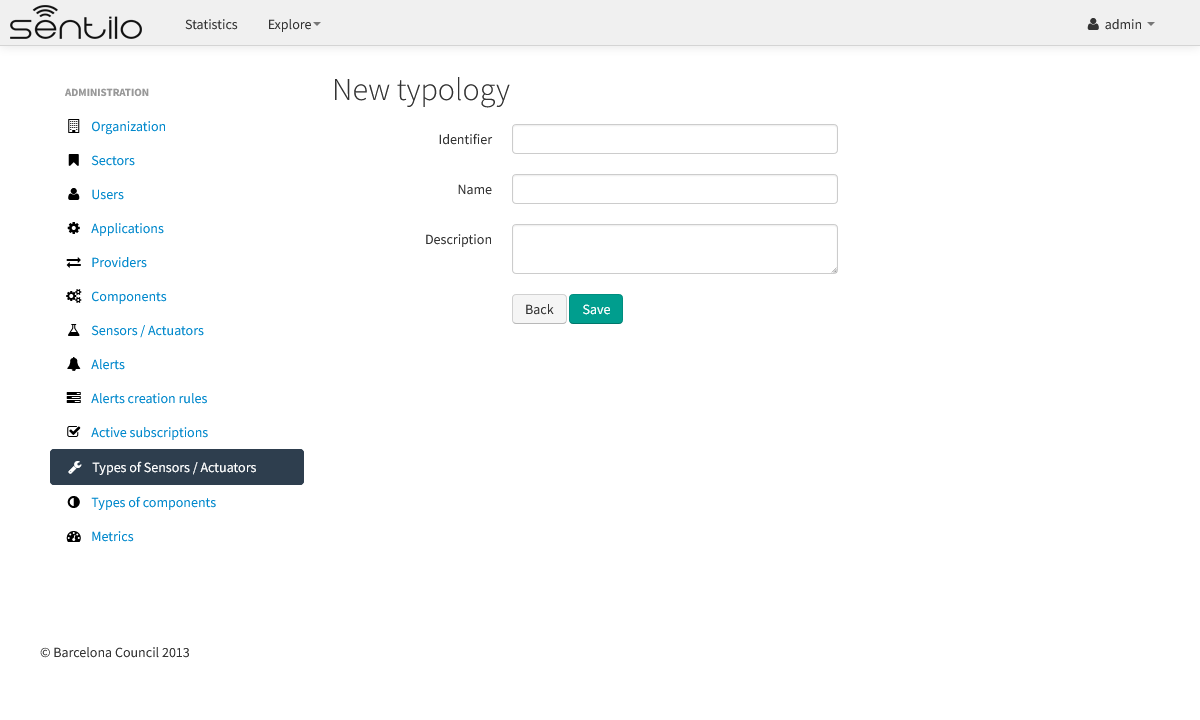 sentilo
Statistics
Explore
admin
ADMINISTRATION
Organization
Sectors
Users
Applications
Providers
Components
Sensors / Actuators
Alerts
Alerts creation rules
Active subscriptions
Types of Sensors / Actuators
Types of components
Metrics
New typology
Identifier
Name
Description
Back
Save
© Barcelona Council 2013